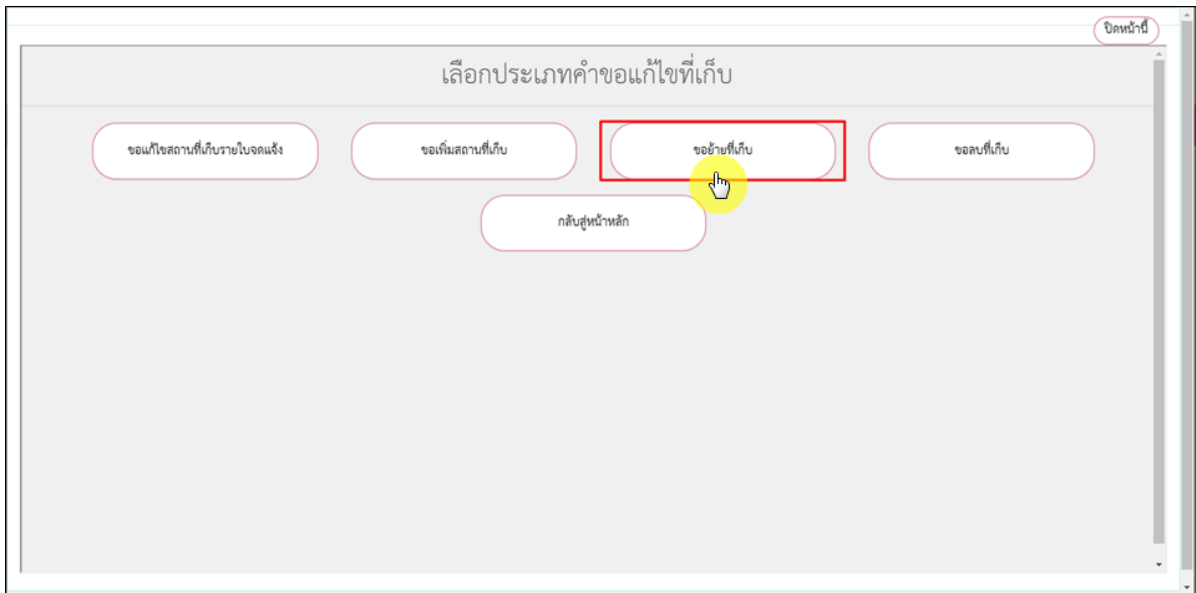 ปิดหน้านี้
เลือกประเภทคำขอแก้ไขที่เก็บ
ขอแก้ไขสถานที่เก็บรายใบจดแจ้ง
ขอเพิ่มสถานที่เก็บ
ขอย้ายที่เก็บ
ขอลบที่เก็บ
กลับสู่หน้าหลัก